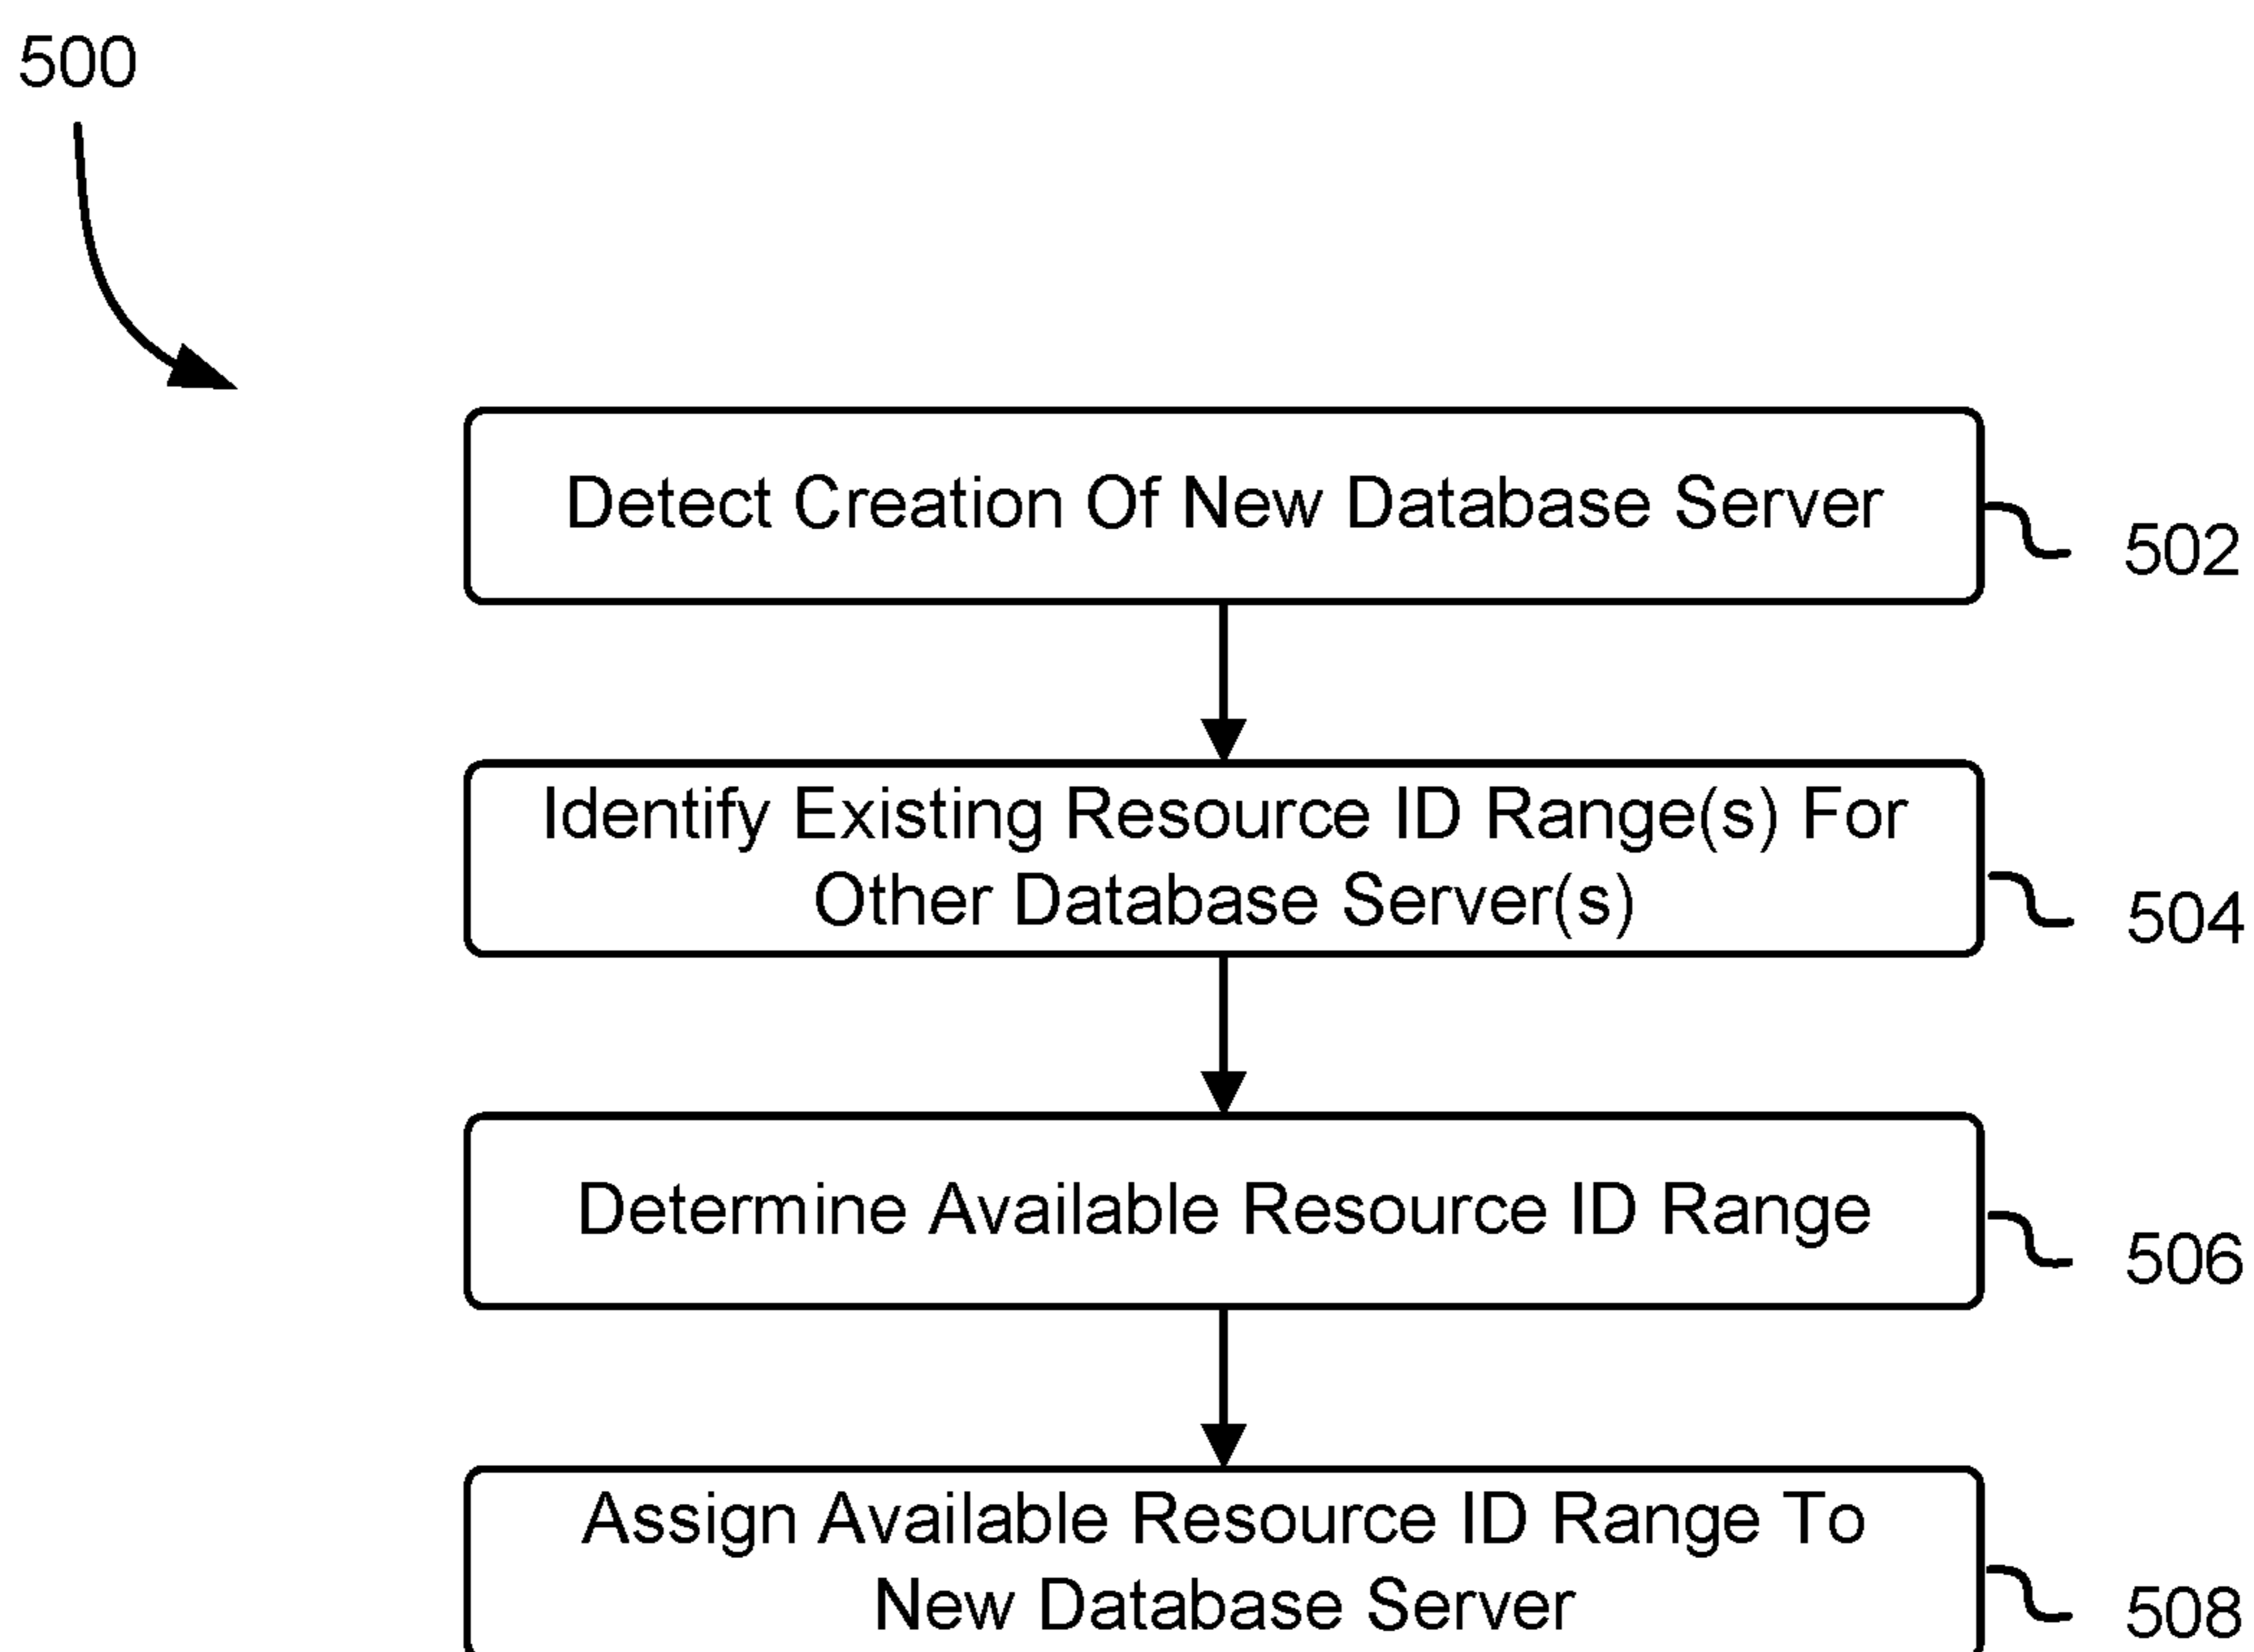 500
Detect Creation Of New Database Server
502
Identify Existing Resource ID Range(s) For
Other Database Server(s)
504
Determine Available Resource ID Range
506
Assign Available Resource ID Range To
New Database Server
508